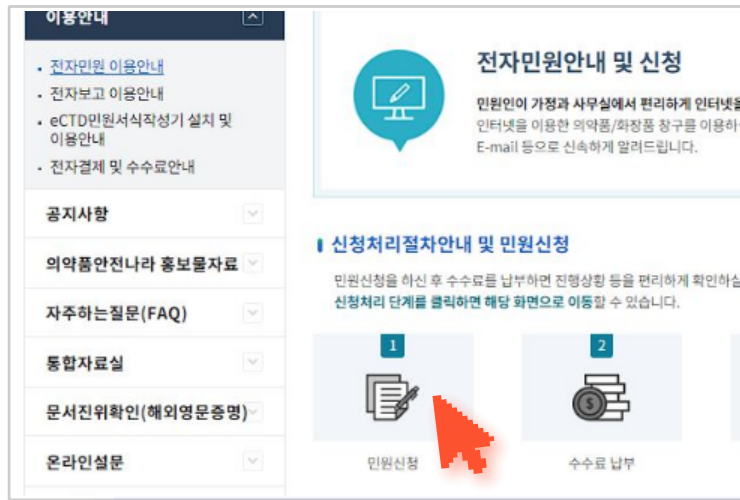 이용안내
전자민원 이용안내
전자보고 이용안내
eCTD민원서식작성기 설치 및
이용안내
전자결제 및 수수료안내
공지사항
의약품안전나라 홍보물자료
자주하는질문(FAQ)
통합자료실
문서진위확인(해외영문증명)
온라인설문
전자민원안내 및 신청
민원인이 가정과 사무실에서 편리하게 인터넷을
인터넷을 이용한 의약품/화장품 창구를 이용하
E-mail 등으로 신속하게 알려드립니다.
신청처리절차안내 및 민원신청
민원신청을 하신 후 수수료를 납부하면 진행상황 등을 편리하게 확인하실
신청처리 단계를 클릭하면 해당 화면으로 이동할 수 있습니다.
1
민원신청
2
수수료 납부